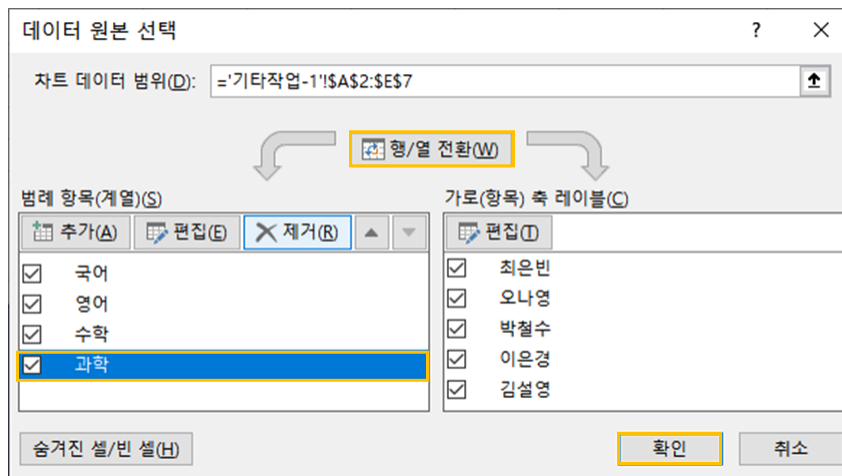 데이터 원본 선택
차트 데이터 범위(D): ='기타작업-1'!$A$2:$E$7
행/열 전환(W)
범례 항목(계열)(S)
추가(A) 편집(E) 제거(R)
국어
영어
수학
과학
가로(항목) 축 레이블(C)
편집(T)
최은빈
오나영
박철수
이은경
김설영
숨겨진 셀/빈 셀(H)
확인 취소